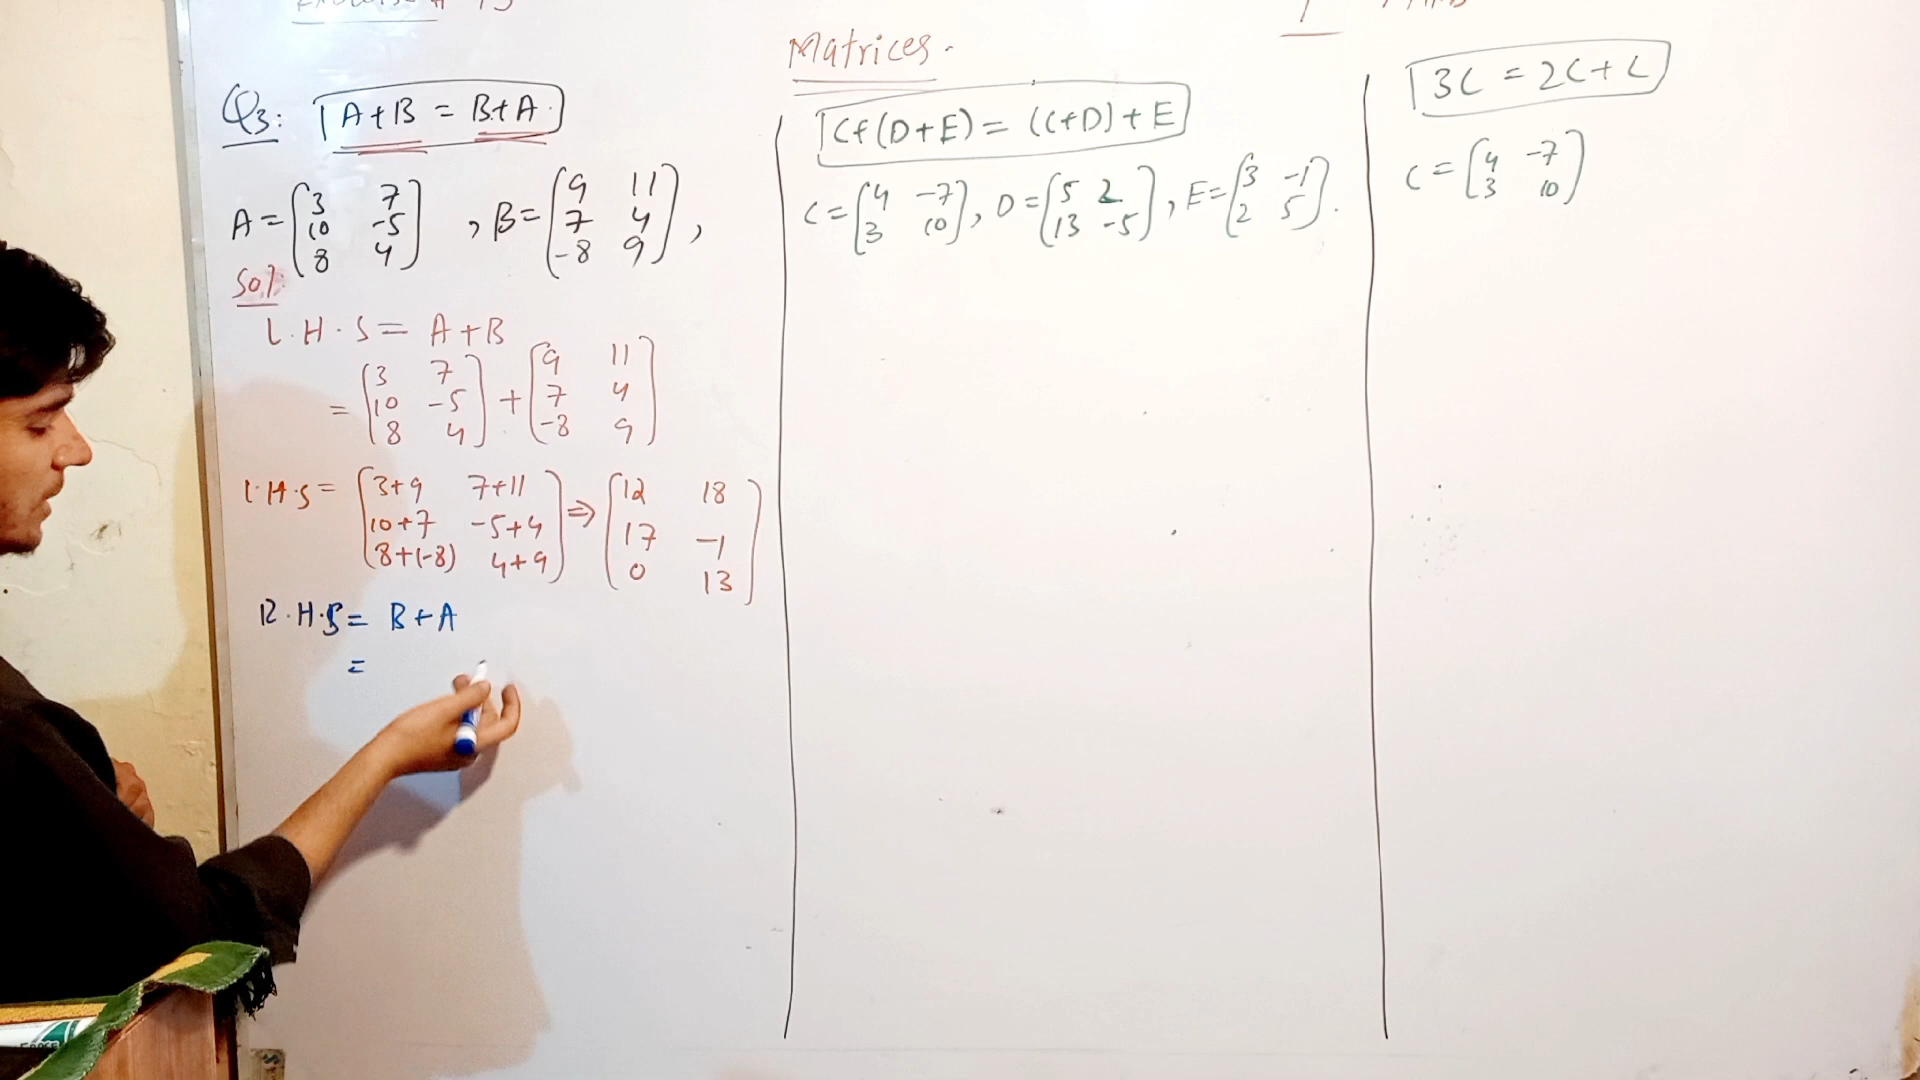 Matrices.
Q3: A+B = B+A.
A = [3 7
10 -5
8 4] , B = [9 11
7 4
-8 9] ,
Sol:
L.H.S = A+B
= [3 7
10 -5
8 4] + [9 11
7 4
-8 9]
L.H.S = [3+9 7+11
10+7 -5+4
8+(-8) 4+9] ⇒ [12 18
17 -1
0 13]
R.H.S = B+A
=
C+(D+E) = (C+D)+E
C = [4 -7
3 10] , D = [5 2
13 -5] , E = [3 -1
2 5] .
3C = 2C+C
C = [4 -7
3 10]